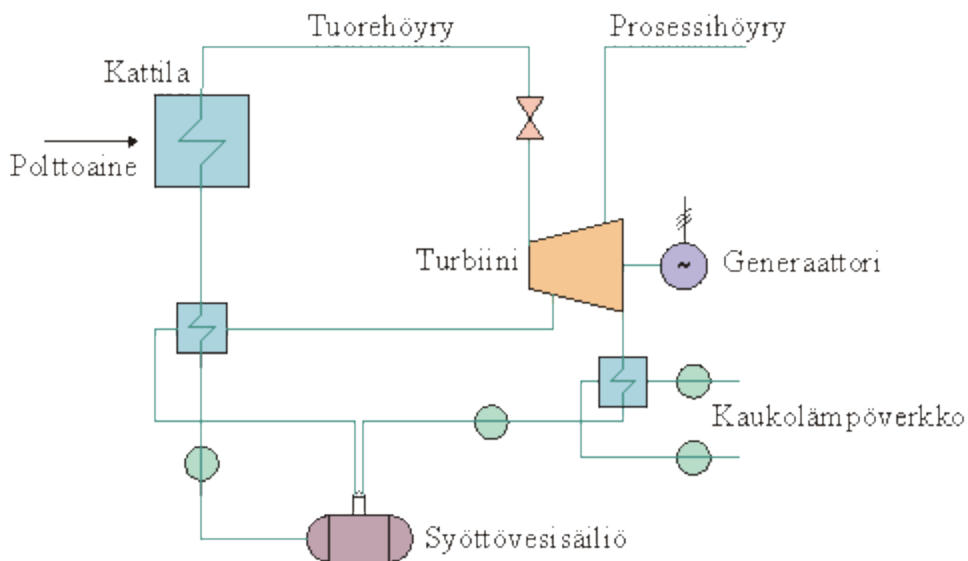 Tuorehöyry
Prosessihöyry
Kattila
Polttoaine
Turbiini
~
Generaattori
Kaukolämpöverkko
Syöttövesisäiliö